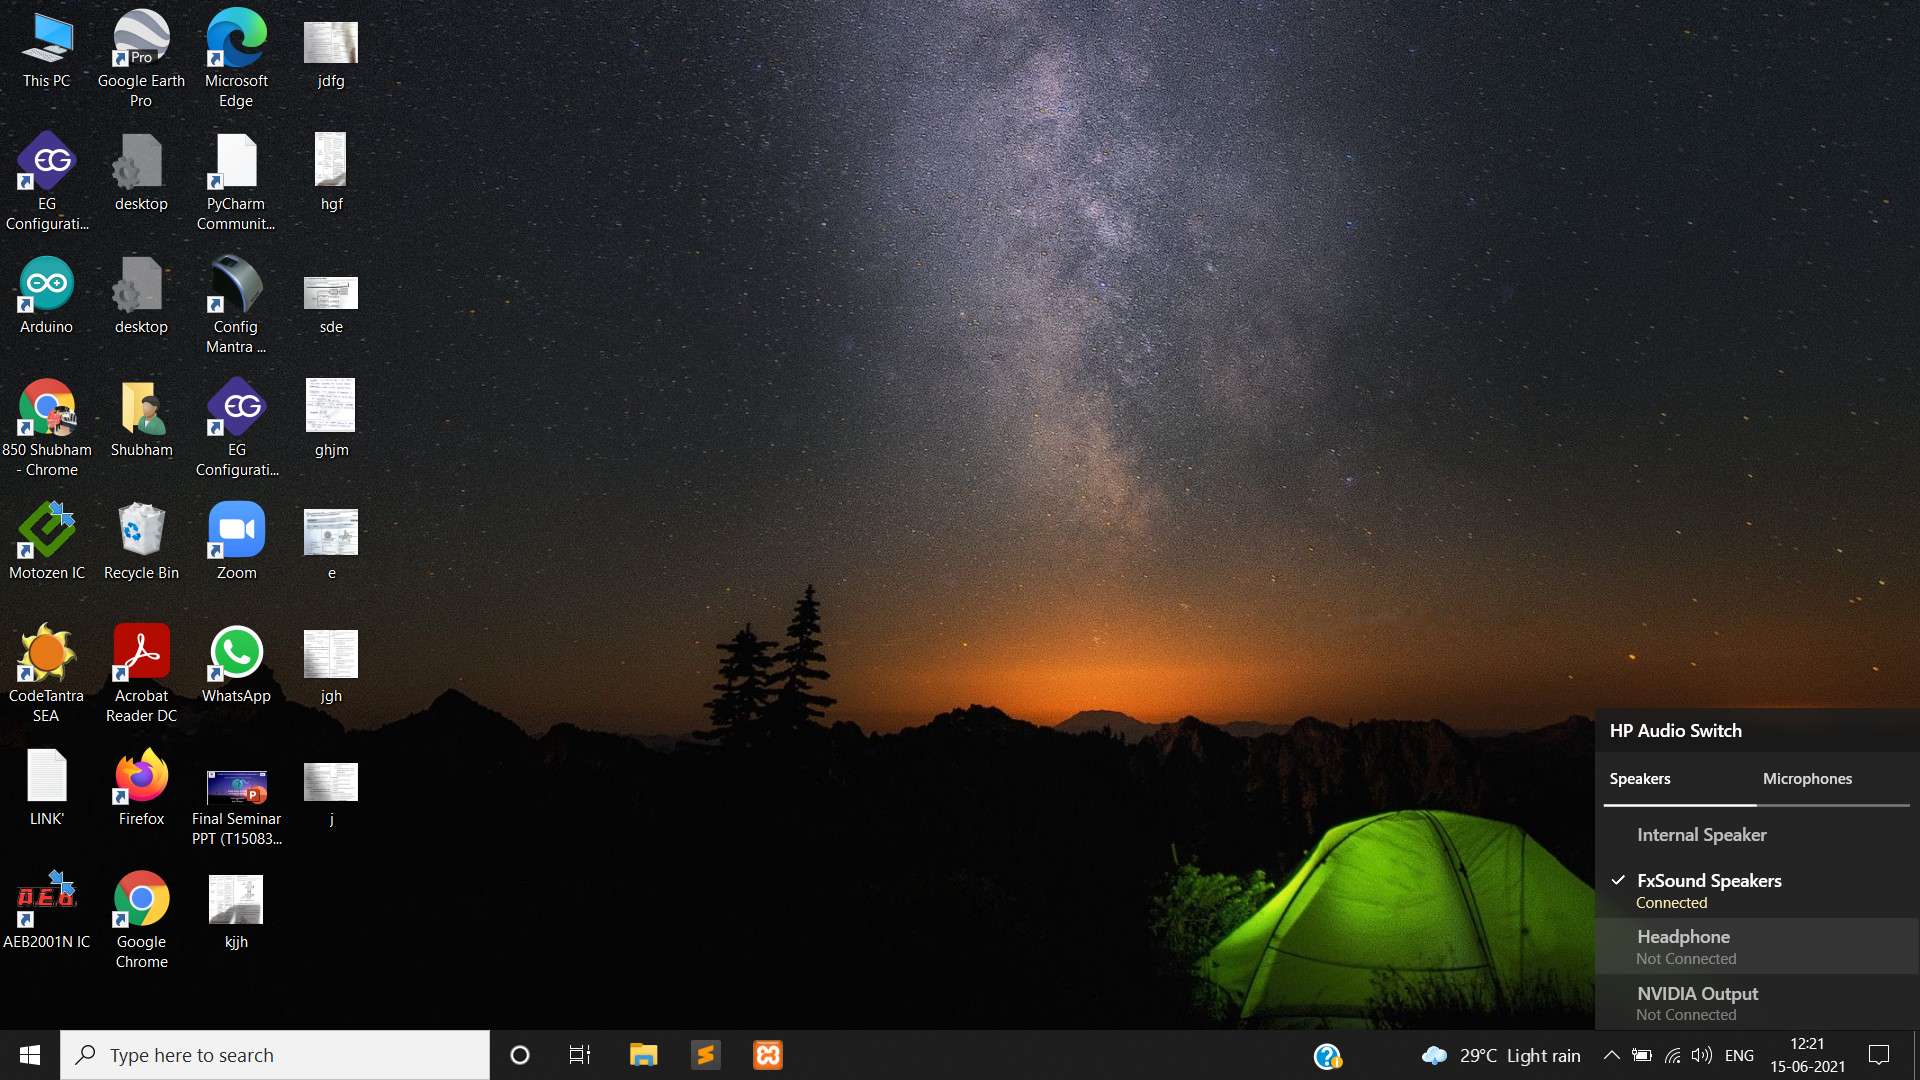 This PC
Google Earth
Pro
Microsoft
Edge
jdfg
Pro
EG
Configurati...
desktop
PyCharm
Communit...
hgf
EG
Arduino
desktop
Config
Mantra ...
sde
850 Shubham
- Chrome
Shubham
EG
Configurati...
ghjm
EG
Motozen IC
Recycle Bin
Zoom
e
CodeTantra
SEA
Acrobat
Reader DC
WhatsApp
jgh
LINK'
Firefox
Final Seminar
PPT (T15083...
j
P
AEB2001N IC
Google
Chrome
kjjh
HP Audio Switch
Speakers
Microphones
Internal Speaker
FxSound Speakers
Connected
Headphone
Not Connected
NVIDIA Output
Not Connected
Type here to search
29°C Light rain
ENG
12:21
15-06-2021